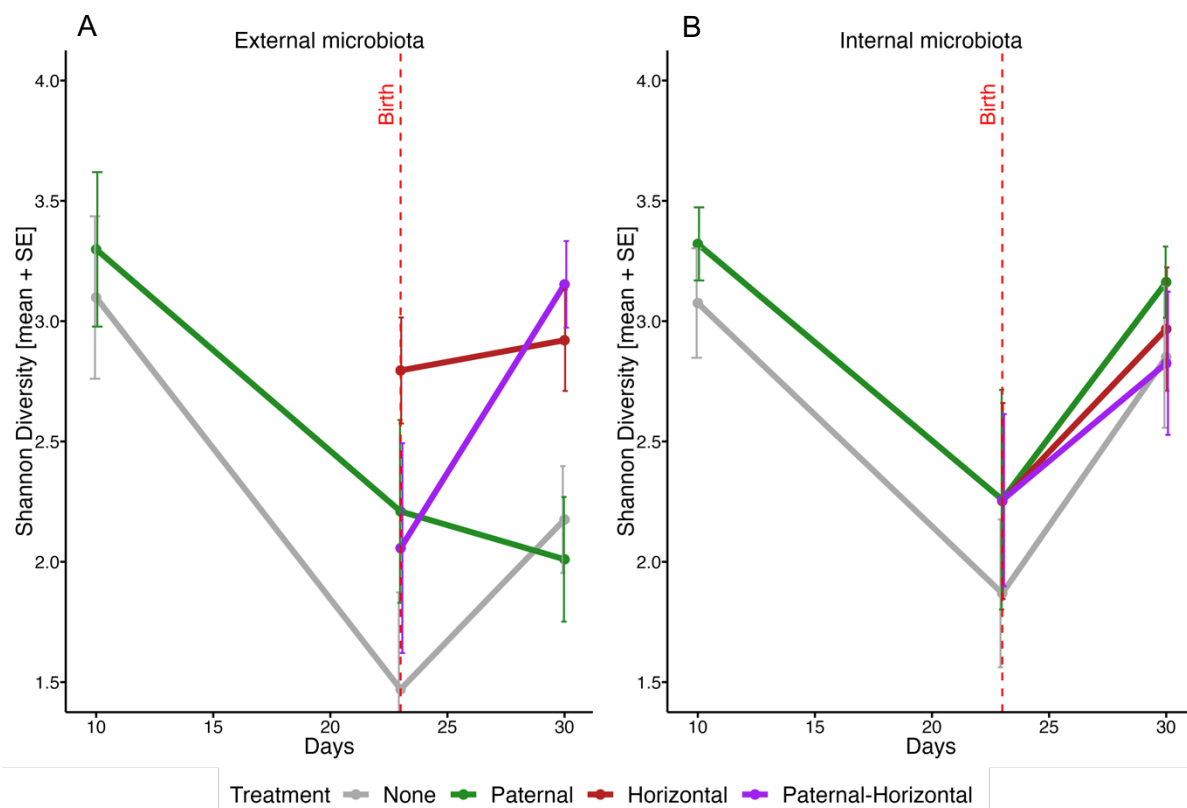 A
External microbiota
Shannon Diversity [mean + SE]
4.0
3.5
3.0
2.5
2.0
1.5
Birth
10
15
20
25
30
Days
B
Internal microbiota
Shannon Diversity [mean + SE]
4.0
3.5
3.0
2.5
2.0
1.5
Birth
10
15
20
25
30
Days
Treatment None Paternal Horizontal Paternal-Horizontal